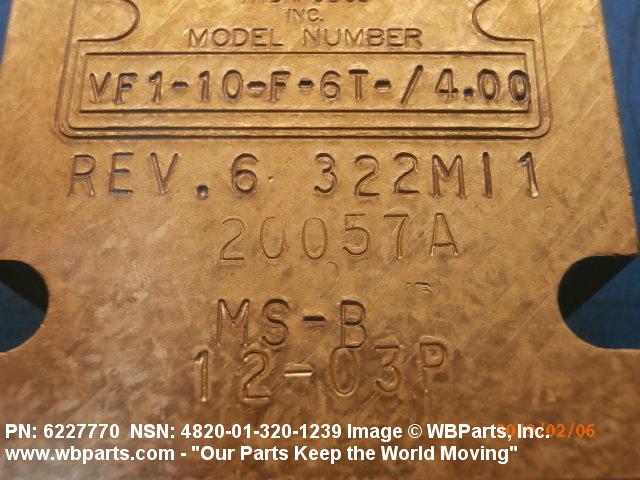 INC.
MODEL NUMBER
VF1-10-F-6T-/4.00
REV.6 322M11
20057A
MS-B
12-03P
PN: 6227770 NSN: 4820-01-320-1239 Image © WBParts, Inc.
www.wbparts.com - "Our Parts Keep the World Moving"